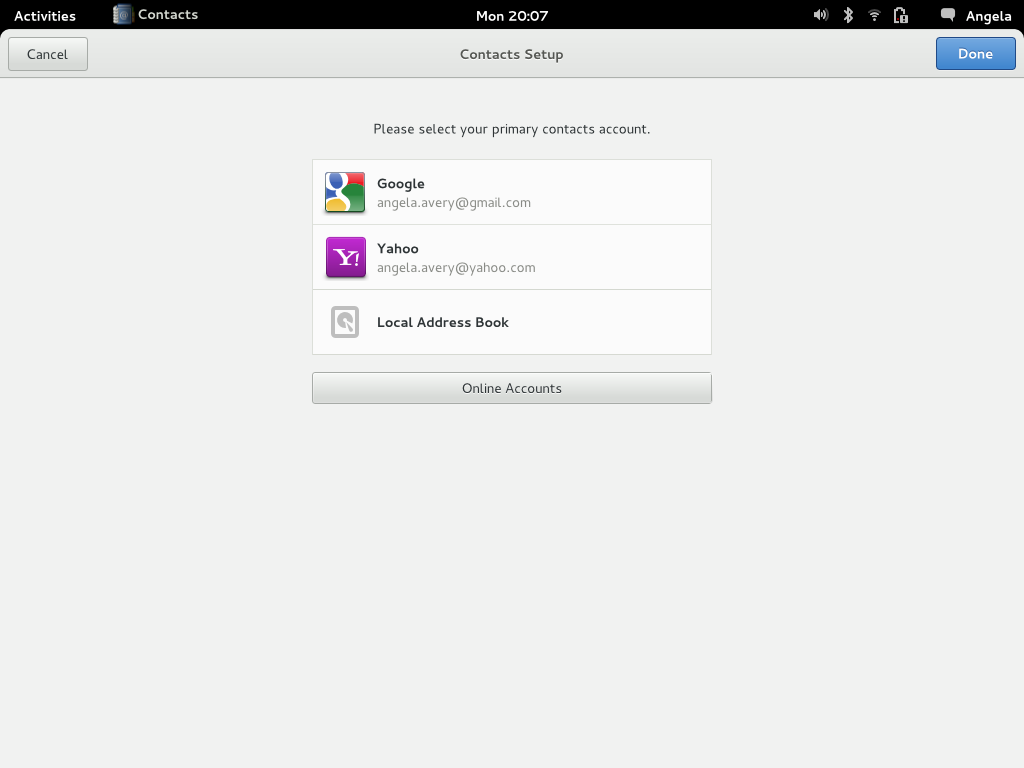 Activities
Contacts
Mon 20:07
Angela
Cancel
Contacts Setup
Done
Please select your primary contacts account.
Google
angela.avery@gmail.com
Y!
Yahoo
angela.avery@yahoo.com
Local Address Book
Online Accounts